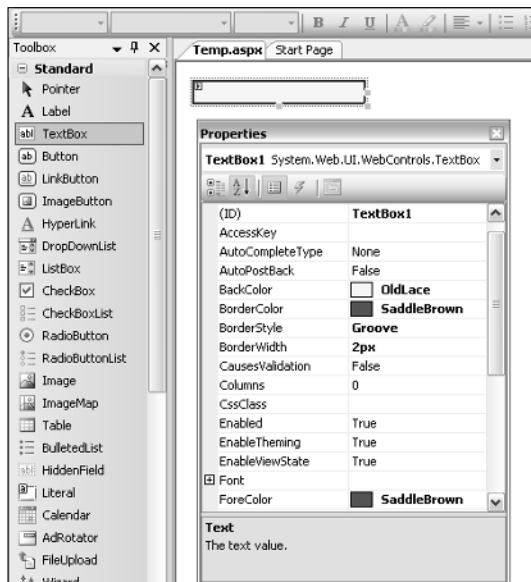 B I U A
Toolbox
Temp.aspx Start Page
Standard
Pointer
A Label
abl TextBox
ab Button
ab LinkButton
ImageButton
A HyperLink
DropDownList
ListBox
CheckBox
CheckBoxList
RadioButton
RadioButtonList
Image
ImageMap
Table
BulletedList
abl HiddenField
Literal
Calendar
AdRotator
FileUpload
Wizard
Properties
TextBox1 System.Web.UI.WebControls.TextBox
(ID) TextBox1
AccessKey
AutoCompleteType None
AutoPostBack False
BackColor OldLace
BorderColor SaddleBrown
BorderStyle Groove
BorderWidth 2px
CausesValidation False
Columns 0
CssClass
Enabled True
EnableTheming True
EnableViewState True
Font
ForeColor SaddleBrown
Text
The text value.